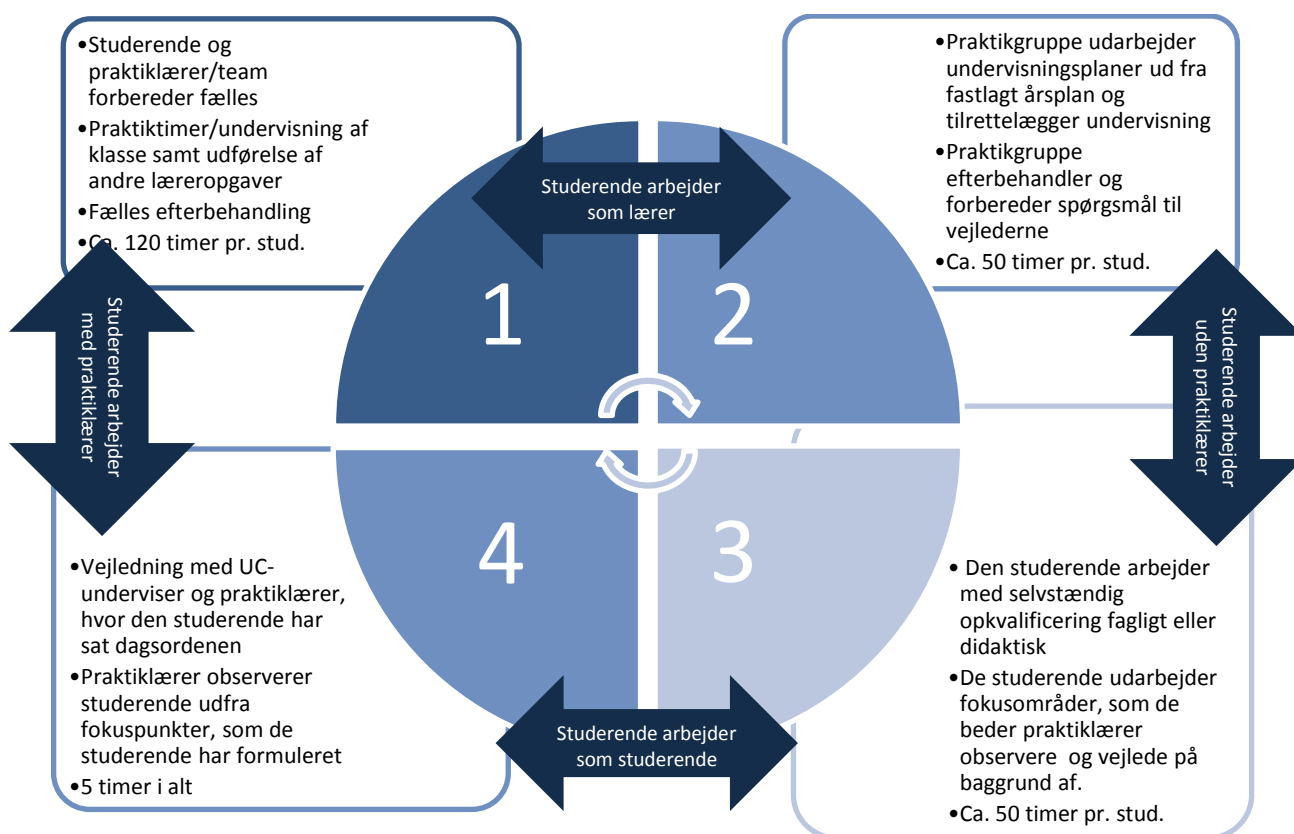 •Studerende og
praktiklærer/team
forbereder fælles
•Praktiktimer/undervisning af
klasse samt udførelse af
andre læreropgaver
•Fælles efterbehandling
•Ca. 120 timer pr. stud.
•Praktikgruppe udarbejder
undervisningsplaner ud fra
fastlagt årsplan og
tilrettelægger undervisning
•Praktikgruppe
efterbehandler og
forbereder spørgsmål til
vejlederne
•Ca. 50 timer pr. stud.
Studerende arbejder
som lærer
1
2
Studerende arbejder
med praktiklærer
Studerende arbejder
uden praktiklærer
4
3
•Vejledning med UC-
underviser og praktiklærer,
hvor den studerende har
sat dagsordenen
•Praktiklærer observerer
studerende udfra
fokuspunkter, som de
studerende har formuleret
•5 timer i alt
Studerende arbejder
som studerende
• Den studerende arbejder
med selvstændig
opkvalificering fagligt eller
didaktisk
•De studerende udarbejder
fokusområder, som de
beder praktiklærer
observere og vejlede på
baggrund af.
•Ca. 50 timer pr. stud.